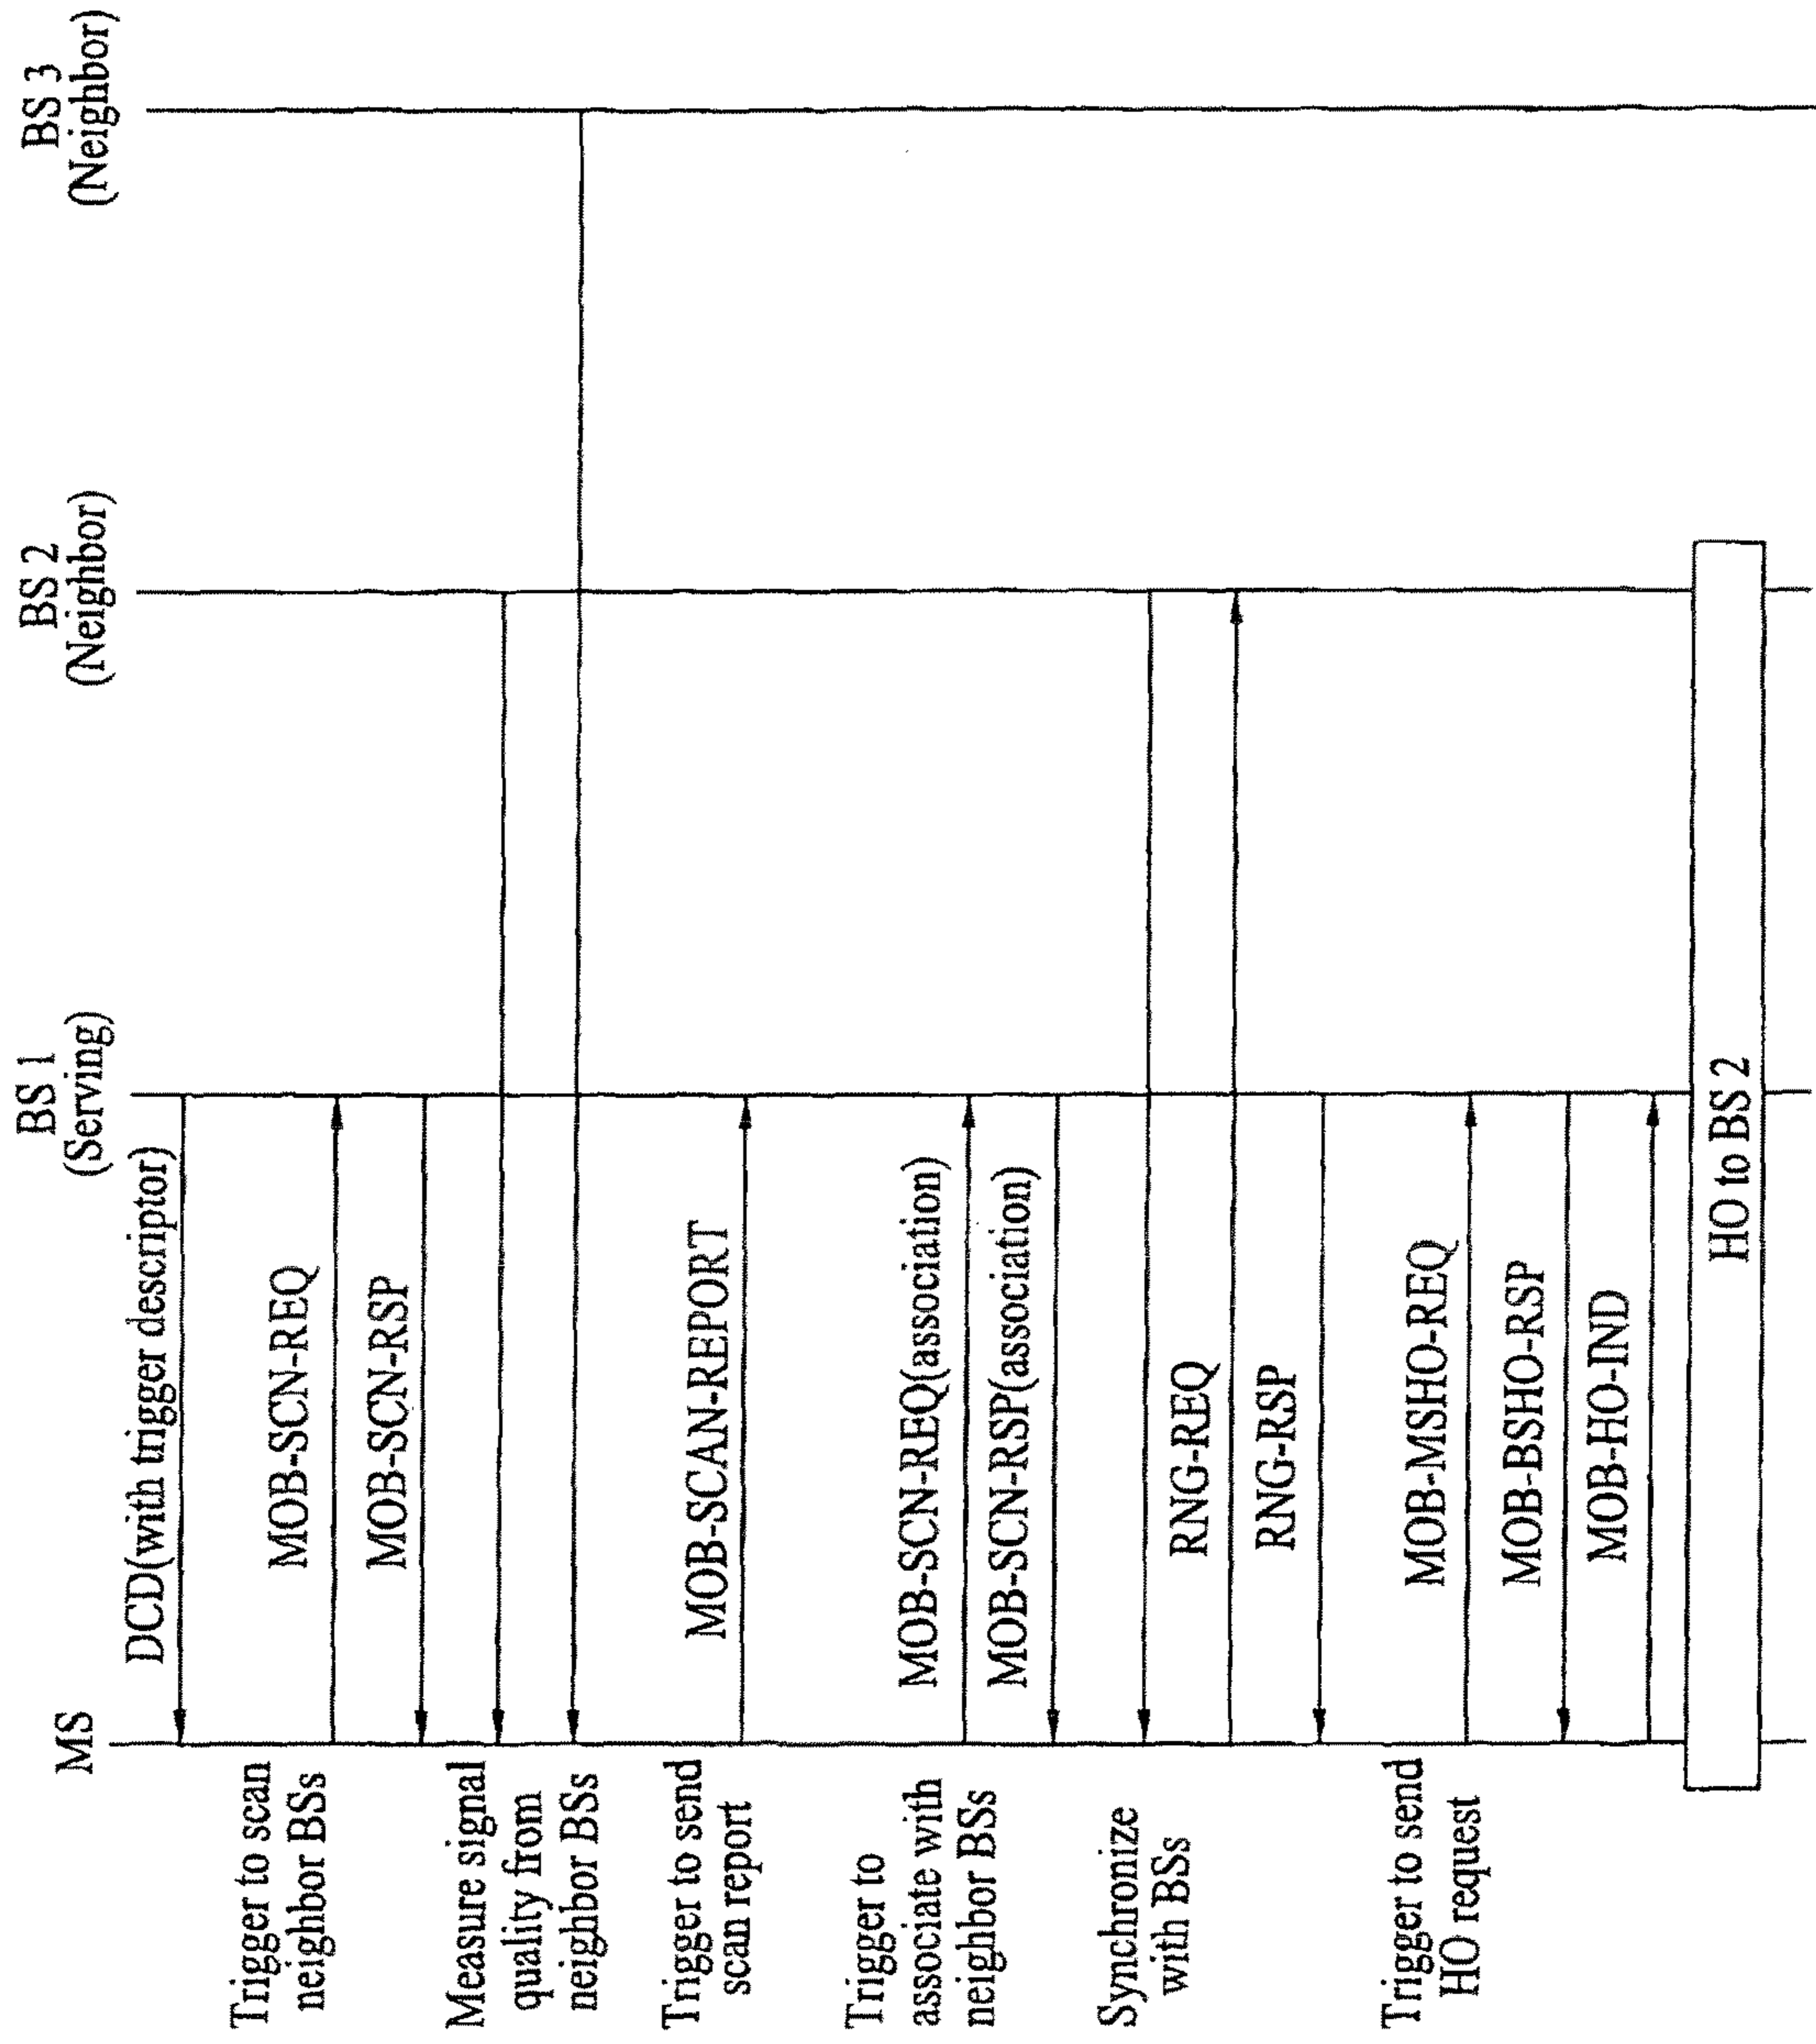 MS
BS 1
(Serving)
BS 2
(Neighbor)
BS 3
(Neighbor)
DCD(with trigger descriptor)
Trigger to scan
neighbor BSs
MOB-SCN-REQ
MOB-SCN-RSP
Measure signal
quality from
neighbor BSs
Trigger to send
scan report
MOB-SCAN-REPORT
Trigger to
associate with
neighbor BSs
MOB-SCN-REQ(association)
MOB-SCN-RSP(association)
Synchronize
with BSs
RNG-REQ
RNG-RSP
Trigger to send
HO request
MOB-MSHO-REQ
MOB-BSHO-RSP
MOB-HO-IND
HO to BS 2